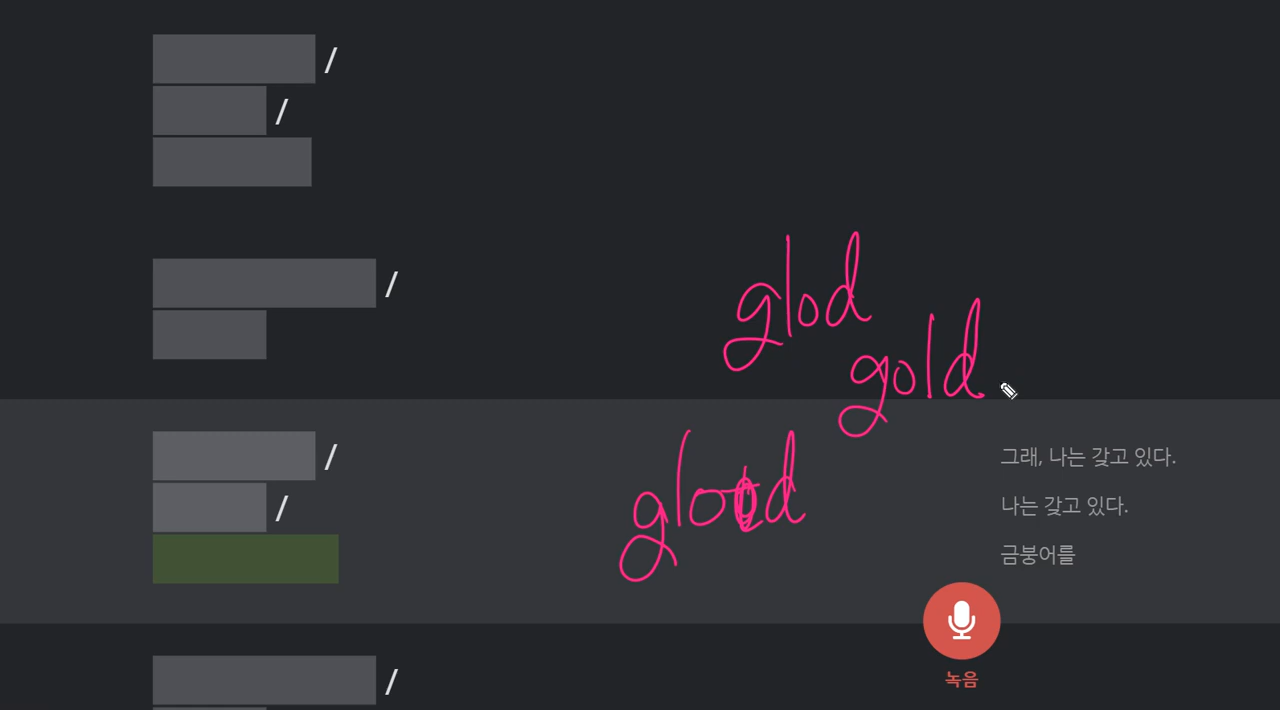 /
/
/
glod
gold
/
그래, 나는 갖고 있다.
/
나는 갖고 있다.
금붕어를
녹음
/